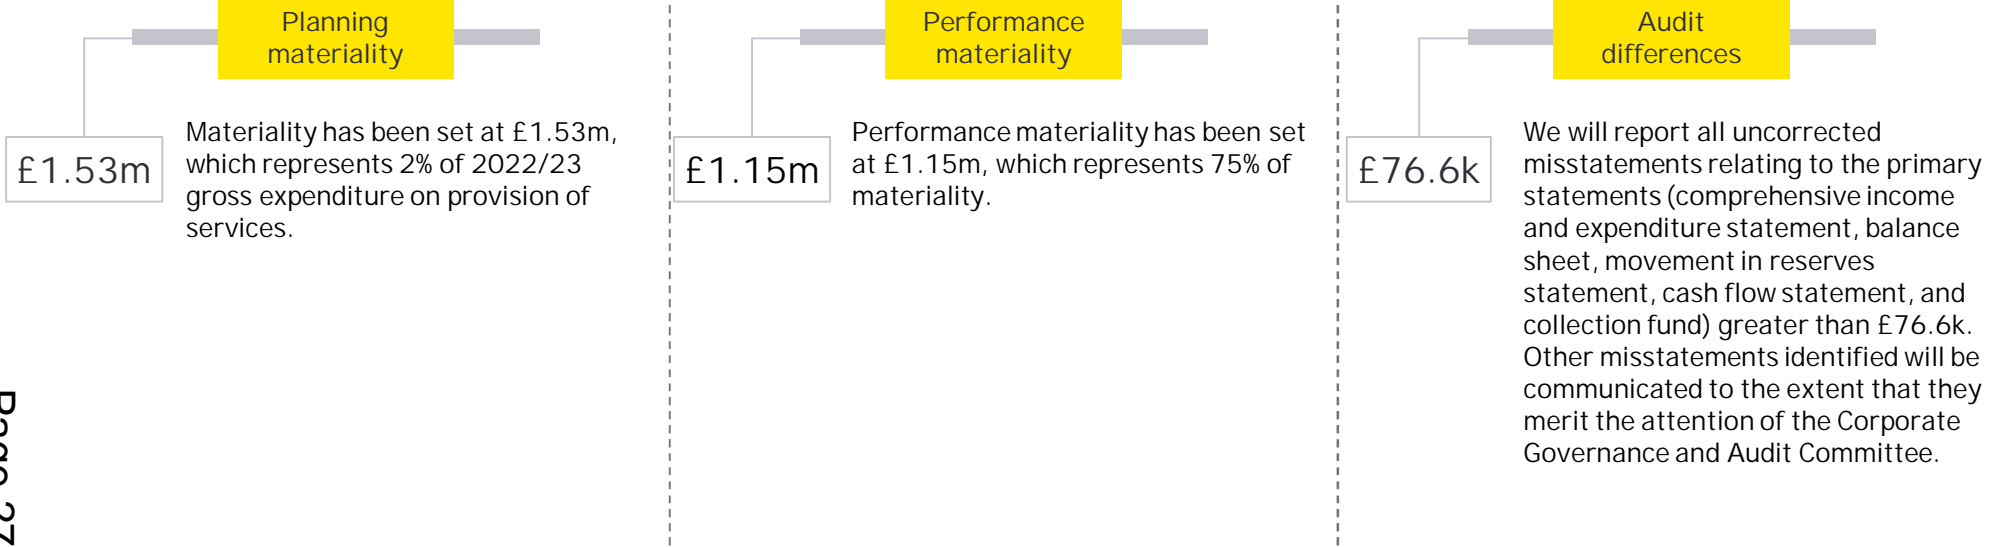 Planning
materiality
£1.53m
Materiality has been set at £1.53m,
which represents 2% of 2022/23
gross expenditure on provision of
services.
Performance
materiality
£1.15m
Performance materiality has been set
at £1.15m, which represents 75% of
materiality.
Audit
differences
£76.6k
We will report all uncorrected
misstatements relating to the primary
statements (comprehensive income
and expenditure statement, balance
sheet, movement in reserves
statement, cash flow statement, and
collection fund) greater than £76.6k.
Other misstatements identified will be
communicated to the extent that they
merit the attention of the Corporate
Governance and Audit Committee.
Page 27